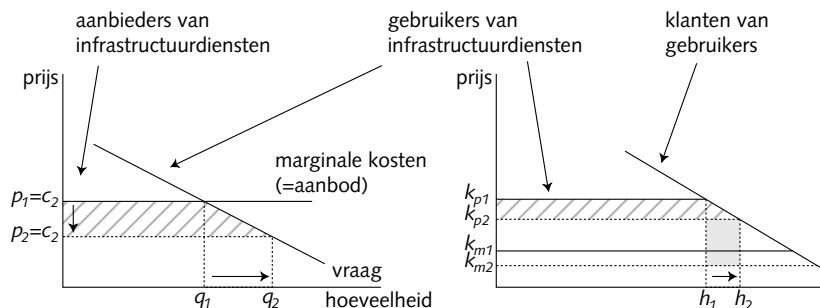 aanbieders van
infrastructuurdiensten
gebruikers van
infrastructuurdiensten
klanten van
gebruikers
prijs
marginale kosten
(=aanbod)
p1=c2
p2=c2
vraag
q1
q2
hoeveelheid
prijs
kp1
kp2
km1
km2
h1
h2